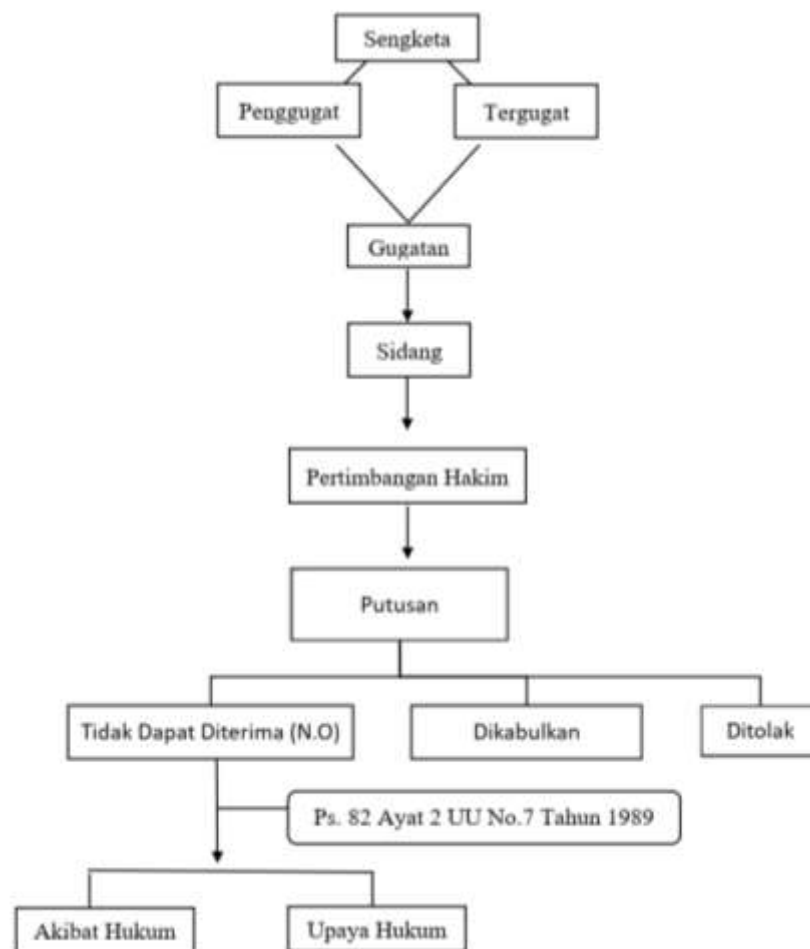 Sengketa
Penggugat
Tergugat
Gugatan
Sidang
Pertimbangan Hakim
Putusan
Tidak Dapat Diterima (N.O)
Dikabulkan
Ditolak
Ps. 82 Ayat 2 UU No.7 Tahun 1989
Akibat Hukum
Upaya Hukum